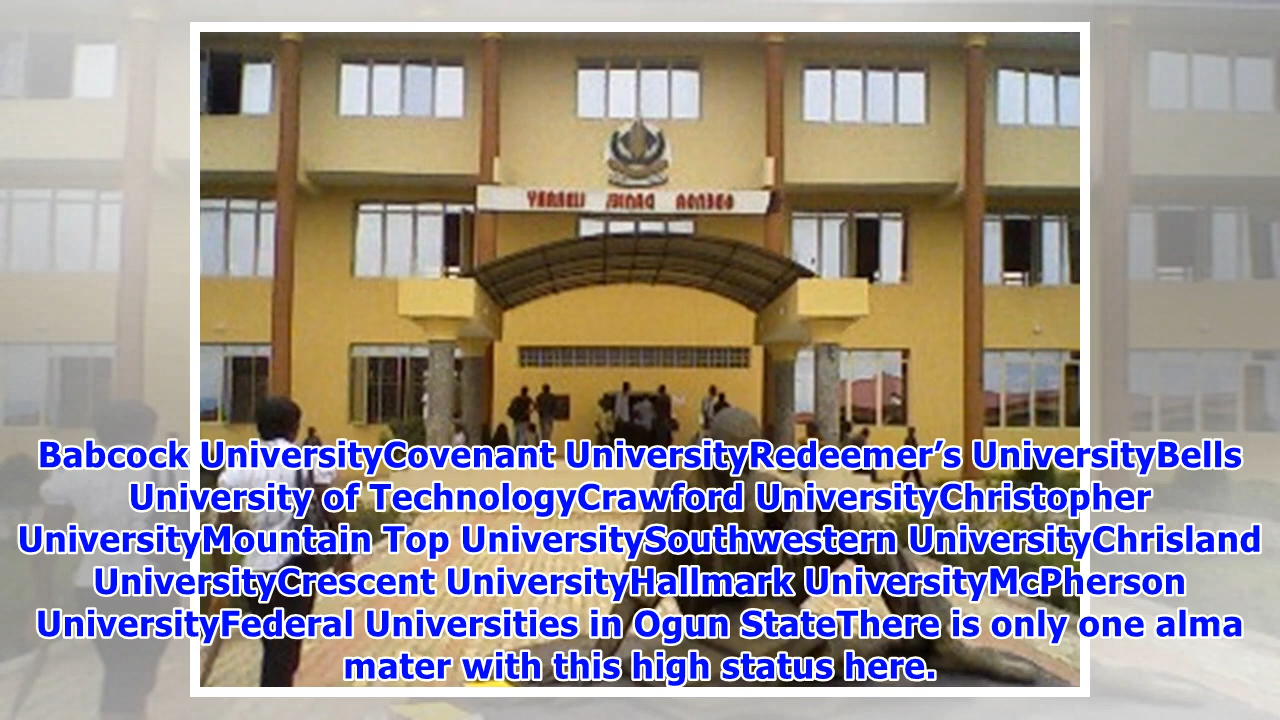 Babcock UniversityCovenant UniversityRedeemer’s UniversityBells
University of TechnologyCrawford UniversityChristopher
UniversityMountain Top UniversitySouthwestern UniversityChrisland
UniversityCrescent UniversityHallmark UniversityMcPherson
UniversityFederal Universities in Ogun StateThere is only one alma
mater with this high status here.